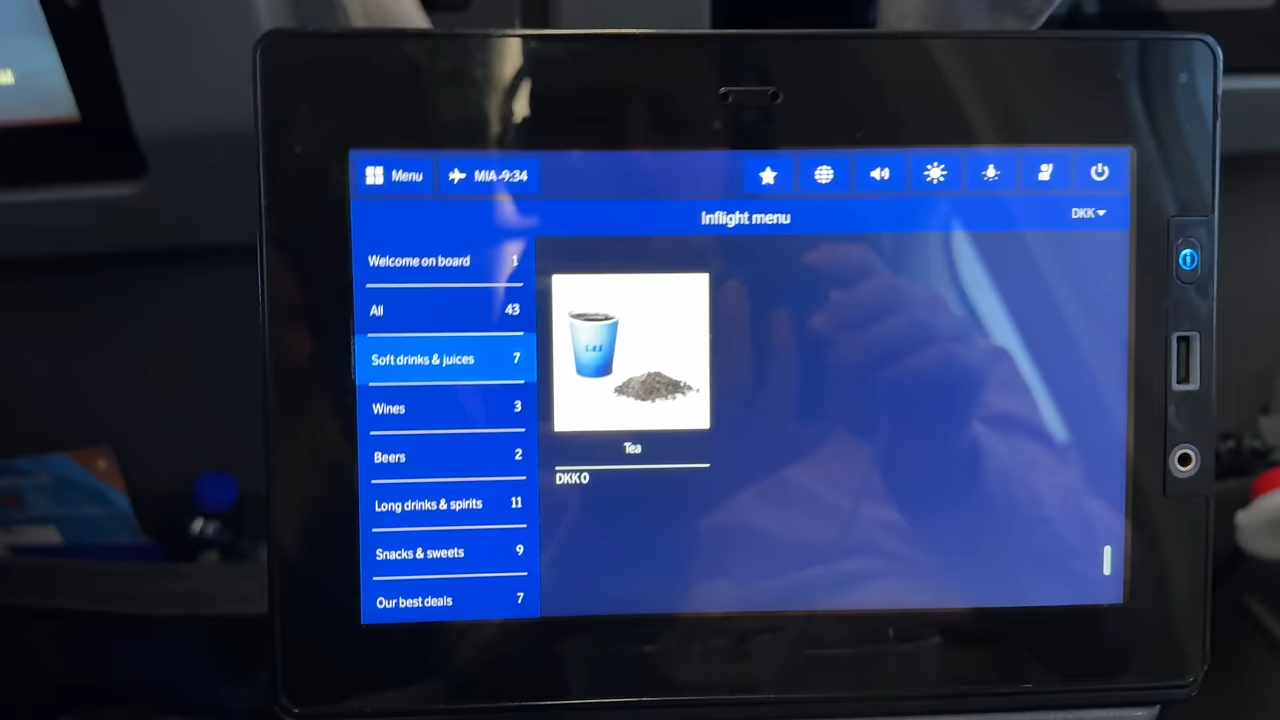 Menu
MIA -9:34
Inflight menu
DKK
Welcome on board 1
All 43
Soft drinks & juices 7
Wines 3
Beers 2
Long drinks & spirits 11
Snacks & sweets 9
Our best deals 7
SAS
Tea
DKK 0